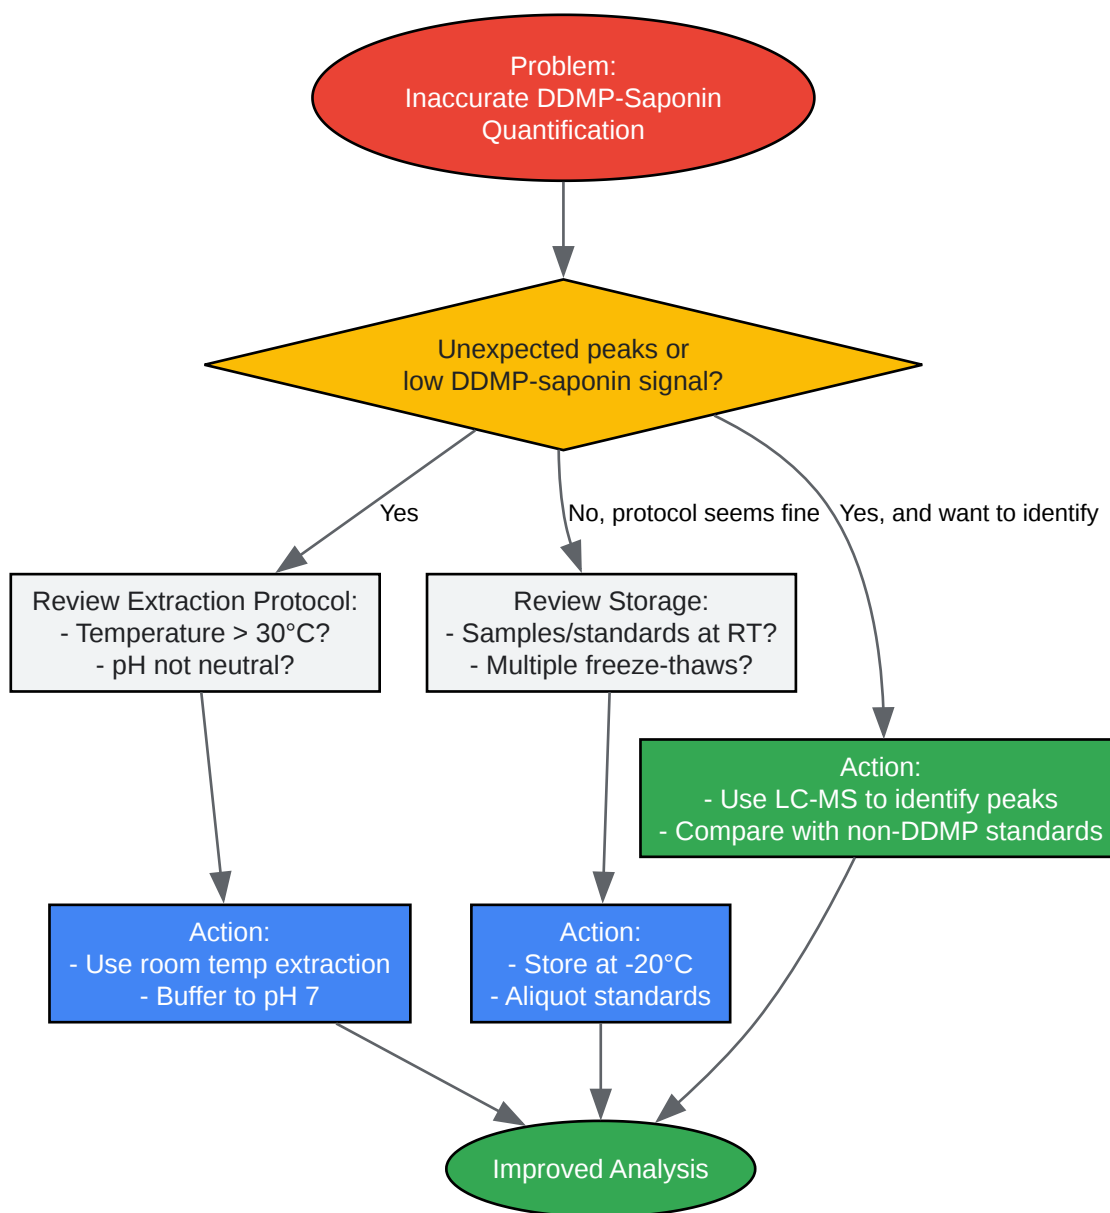 Problem:
Inaccurate DDMP-Saponin
Quantification
Unexpected peaks or
low DDMP-saponin signal?
Yes
No, protocol seems fine
Yes, and want to identify
Review Extraction Protocol:
- Temperature > 30°C?
- pH not neutral?
Review Storage:
- Samples/standards at RT?
- Multiple freeze-thaws?
Action:
- Use LC-MS to identify peaks
- Compare with non-DDMP standards
Action:
- Use room temp extraction
- Buffer to pH 7
Action:
- Store at -20°C
- Aliquot standards
Improved Analysis